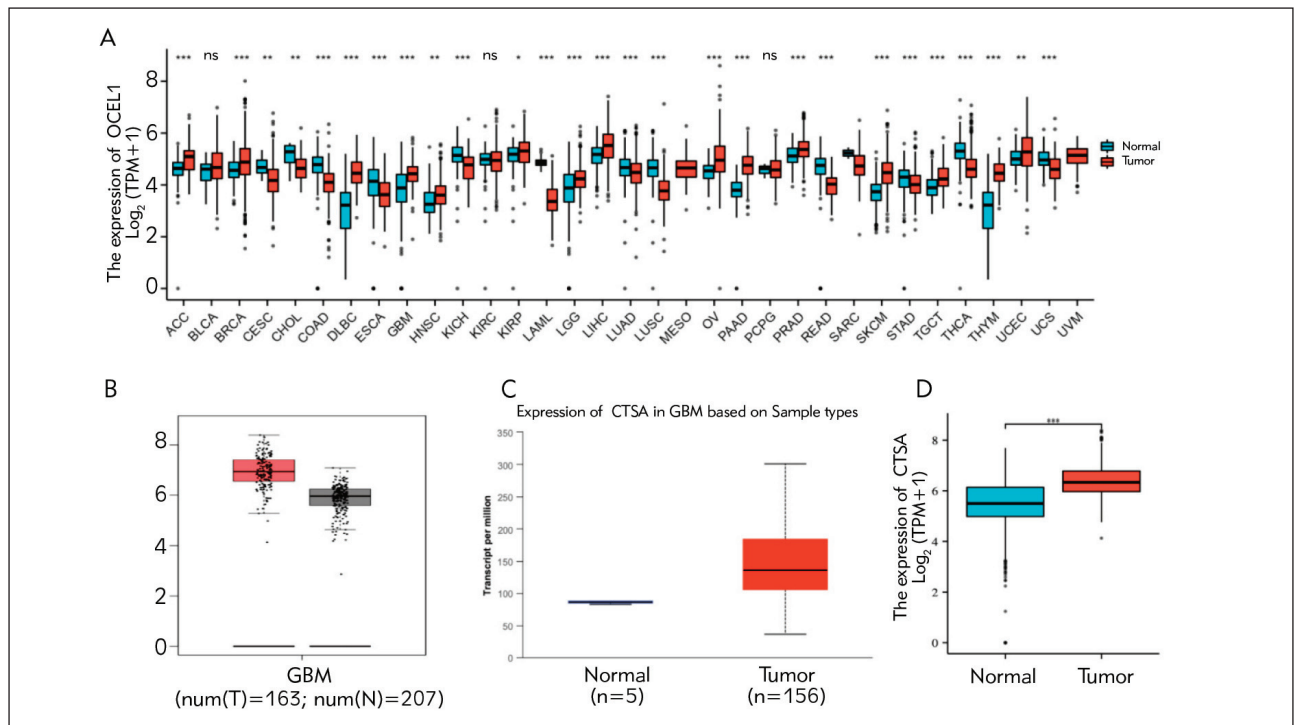 A
*** ns *** ** ** *** *** *** *** ** *** ns * *** *** *** *** *** *** *** ns *** *** *** *** *** *** *** ** ***
The expression of OCEL1
Log2 (TPM+1)
8
6
4
2
0
Normal
Tumor
ACC BLCA BRCA CESC CHOL COAD DLBC ESCA GBM HNSC KICH KIRC KIRP LAML LGG LIHC LUAD LUSC MESO OV PAAD PCPG PRAD READ SARC SKCM STAD TGCT THCA THYM UCEC UCS UVM
B
8
6
4
2
0
GBM
(num(T)=163; num(N)=207)
C
Expression of CTSA in GBM based on Sample types
Transcript per million
350
300
250
200
150
100
50
0
Normal
(n=5)
Tumor
(n=156)
D
***
The expression of CTSA
Log2 (TPM+1)
8
6
4
2
0
Normal
Tumor